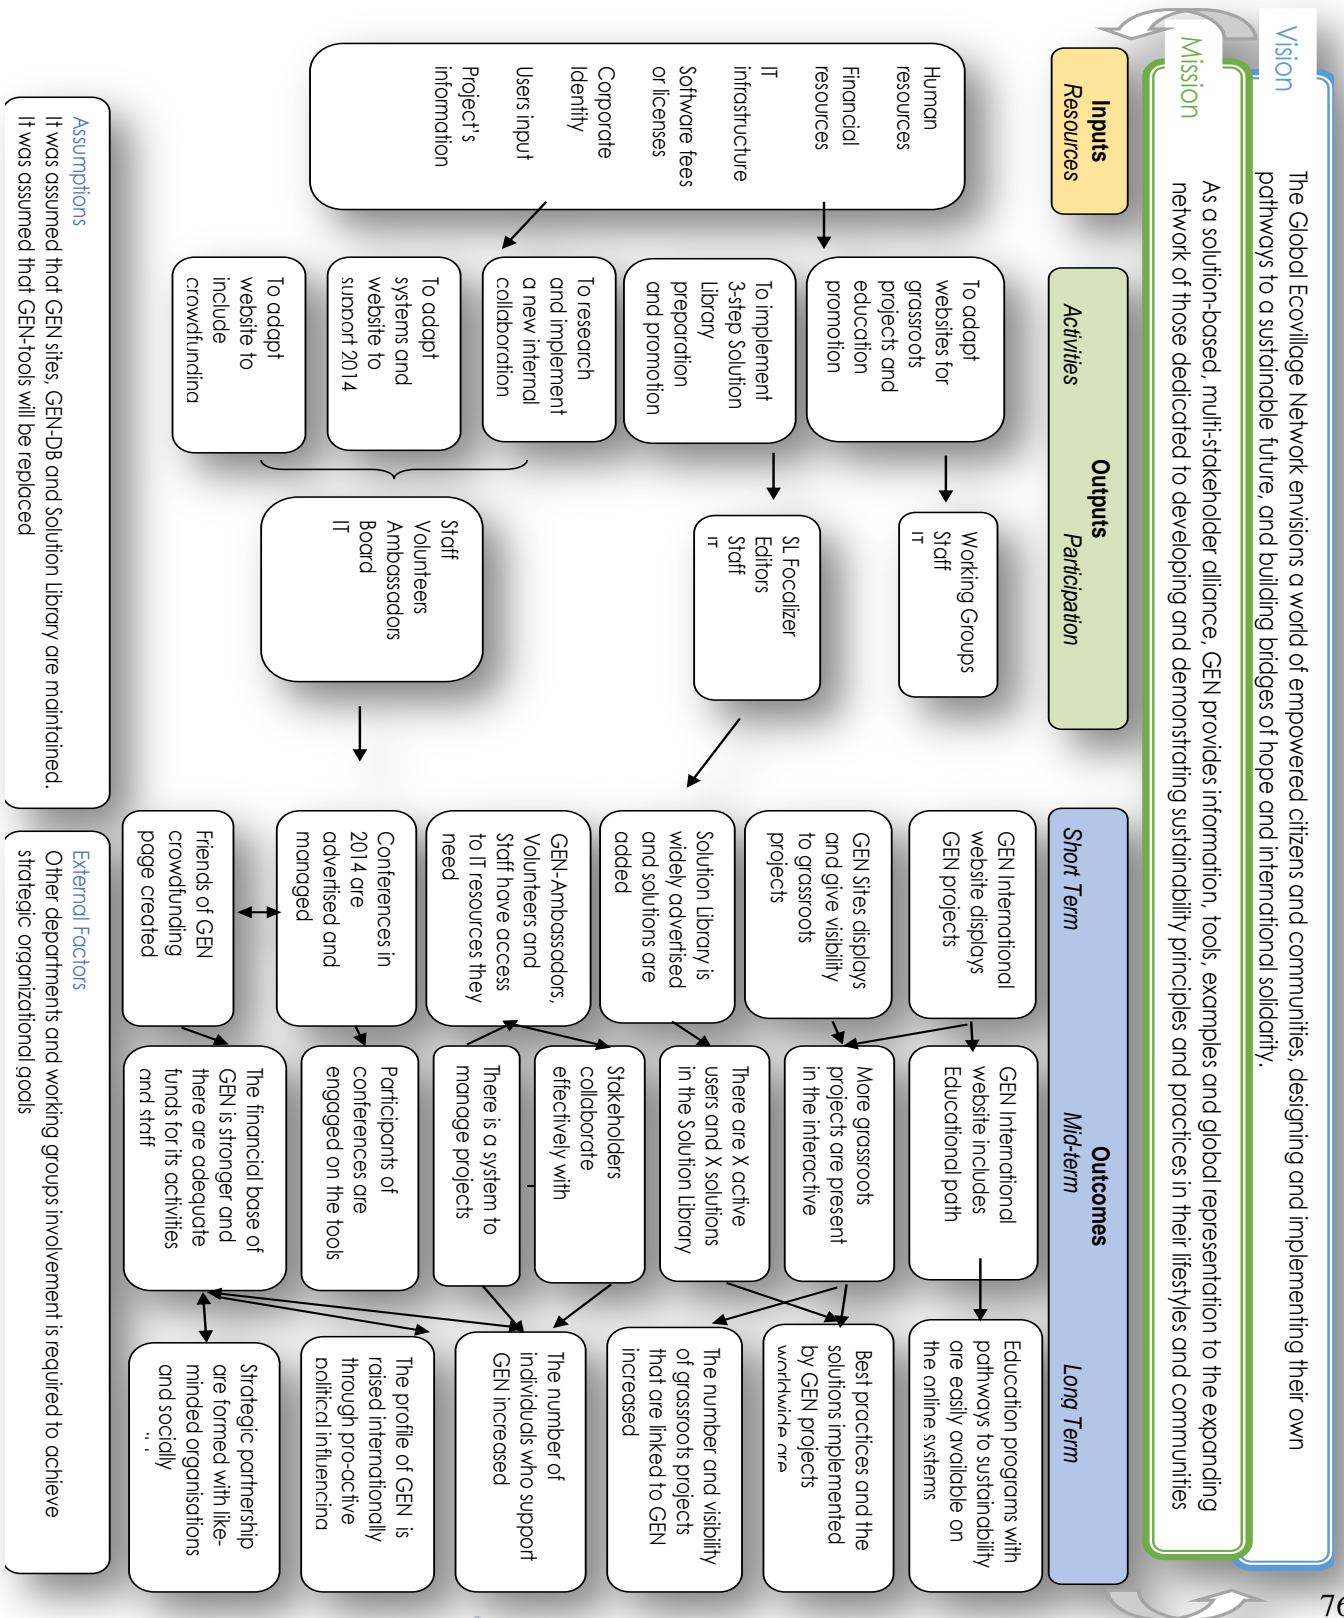 Vision
The Global Ecovillage Network envisions a world of empowered citizens and communities, designing and implementing their own
pathways to a sustainable future, and building bridges of hope and international solidarity.
Mission
As a solution-based, multi-stakeholder alliance, GEN provides information, tools, examples and global representation to the expanding
network of those dedicated to developing and demonstrating sustainability principles and practices in their lifestyles and communities
Inputs
Resources
Outputs
Activities
Participation
Outcomes
Short Term
Mid-term
Long Term
Human
resources
Financial
resources
IT
infrastructure
Software fees
or licenses
Corporate
Identity
Users input
Project's
information
To adapt
websites for
grassroots
projects and
education
promotion
To implement
3-step Solution
Library
preparation
and promotion
To research
and implement
a new internal
collaboration
To adapt
systems and
website to
support 2014
To adapt
website to
include
crowdfunding
Working Groups
Staff
IT
SL Focalizer
Editors
Staff
IT
Staff
Volunteers
Ambassadors
Board
IT
GEN International
website displays
GEN projects
GEN Sites displays
and give visibility
to grassroots
projects
Solution Library is
widely advertised
and solutions are
added
GEN-Ambassadors,
Volunteers and
Staff have access
to IT resources they
need
Conferences in
2014 are
advertised and
managed
Friends of GEN
crowdfunding
page created
GEN International
website includes
Educational path
More grassroots
projects are present
in the interactive
There are X active
users and X solutions
in the Solution Library
Stakeholders
collaborate
effectively with
There is a system to
manage projects
Participants of
conferences are
engaged on the tools
The financial base of
GEN is stronger and
there are adequate
funds for its activities
and staff
Education programs with
pathways to sustainability
are easily available on
the online systems
Best practices and the
solutions implemented
by GEN projects
worldwide are
The number and visibility
of grassroots projects
that are linked to GEN
increased
The number of
individuals who support
GEN increased
The profile of GEN is
raised internationally
through pro-active
political influencing
Strategic partnership
are formed with like-
minded organisations
and socially
Assumptions
It was assumed that GEN sites, GEN-DB and Solution Library are maintained.
It was assumed that GEN-tools will be replaced
External Factors
Other departments and working groups involvement is required to achieve
strategic organizational goals